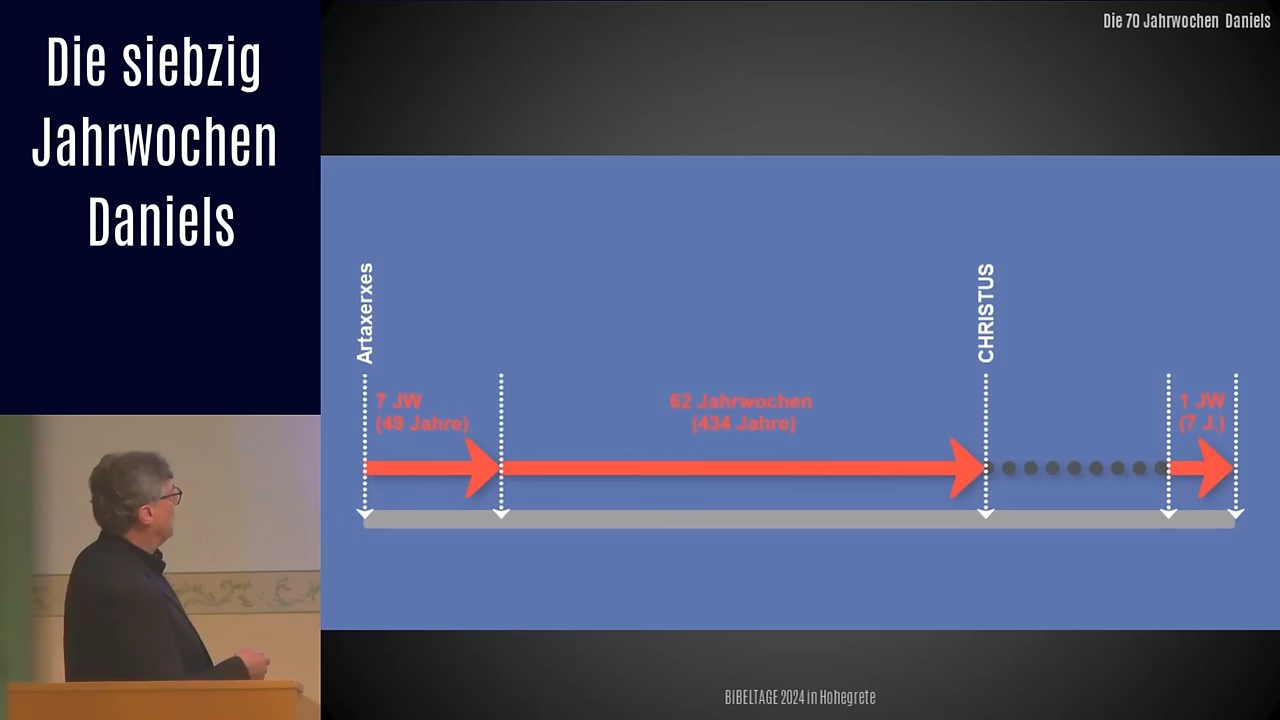 Die siebzig
Jahrwochen
Daniels
Die 70 Jahrwochen Daniels
Artaxerxes
CHRISTUS
7 JW
(49 Jahre)
62 Jahrwochen
(434 Jahre)
1 JW
(7 J.)
BIBELTAGE 2024 in Hohegrete